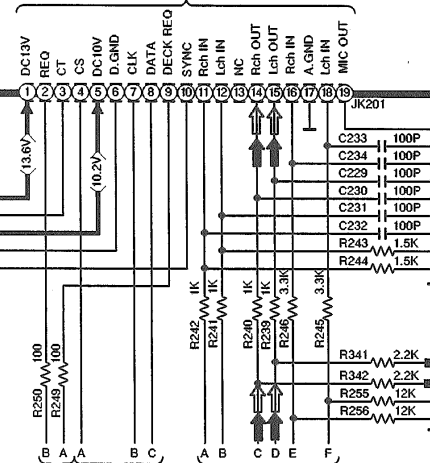 DC13V
REQ
CT
CS
DC10V
D.GND
CLK
DATA
DECK REQ
SYNC
Rch IN
Lch IN
NC
Rch OUT
Lch OUT
Rch IN
A.GND
Lch IN
MIC OUT
1 2 3 4 5 6 7 8 9 10 11 12 13 14 15 16 17 18 19
JK201
(13.6V)
(10.2V)
C233 100P
C234 100P
C229 100P
C230 100P
C231 100P
C232 100P
R243 1.5K
R244 1.5K
R242 1K
R241 1K
R240 1K
R239 1K
R246 3.3K
R245 3.3K
R250 100
R249 100
R341 2.2K
R342 2.2K
R255 12K
R256 12K
B A A B C A B C D E F